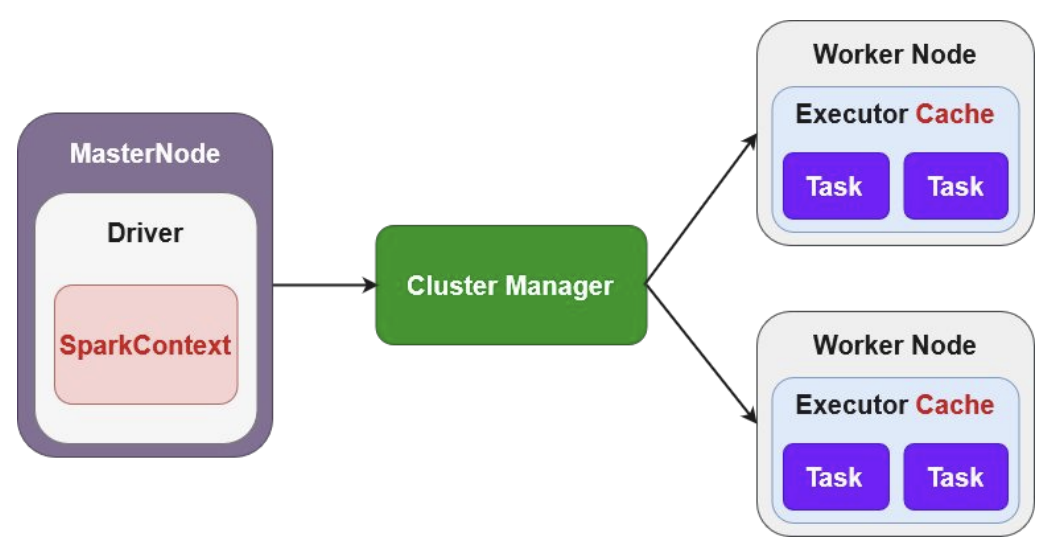 MasterNode
Driver
SparkContext
Cluster Manager
Worker Node
Executor Cache
Task Task
Worker Node
Executor Cache
Task Task